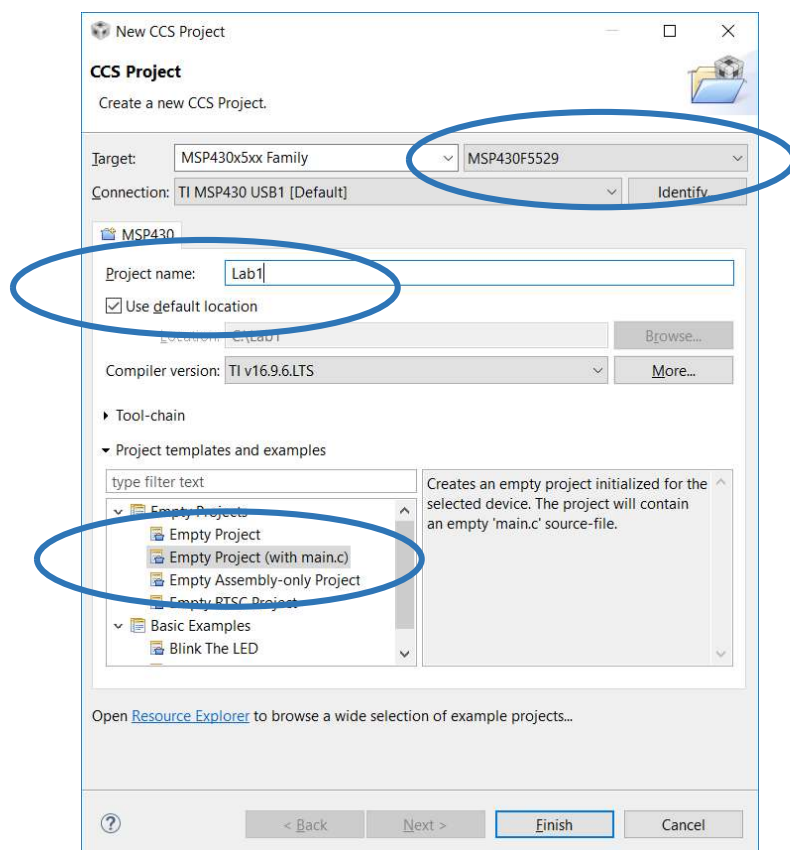 New CCS Project
CCS Project
Create a new CCS Project.
Target: MSP430x5xx Family MSP430F5529
Connection: TI MSP430 USB1 [Default] Identify...
MSP430
Project name: Lab1
Use default location
Location: C:\Lab1 Browse...
Compiler version: TI v16.9.6.LTS More...
Tool-chain
Project templates and examples
type filter text
Creates an empty project initialized for the
selected device. The project will contain
an empty 'main.c' source-file.
Empty Projects
Empty Project
Empty Project (with main.c)
Empty Assembly-only Project
Empty RTSC Project
Basic Examples
Blink The LED
Open Resource Explorer to browse a wide selection of example projects...
? < Back Next > Finish Cancel